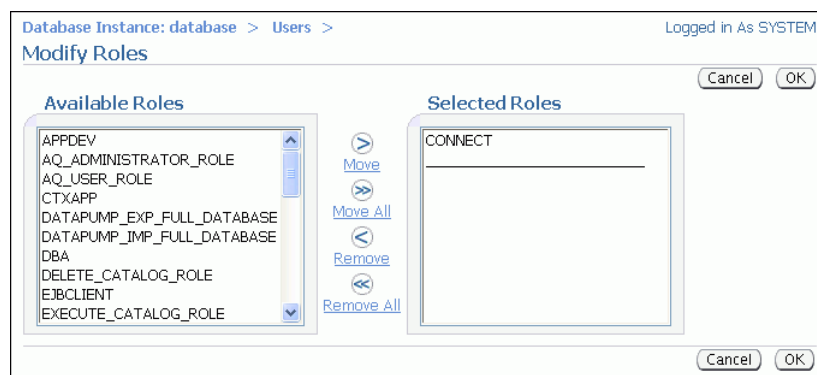 Database Instance: database > Users >
Logged in As SYSTEM
Modify Roles
Cancel OK
Available Roles
Selected Roles
APPDEV
AQ_ADMINISTRATOR_ROLE
AQ_USER_ROLE
CTXAPP
DATAPUMP_EXP_FULL_DATABASE
DATAPUMP_IMP_FULL_DATABASE
DBA
DELETE_CATALOG_ROLE
EJBCLIENT
EXECUTE_CATALOG_ROLE
>
Move
>>
Move All
<
Remove
<<
Remove All
CONNECT
Cancel OK